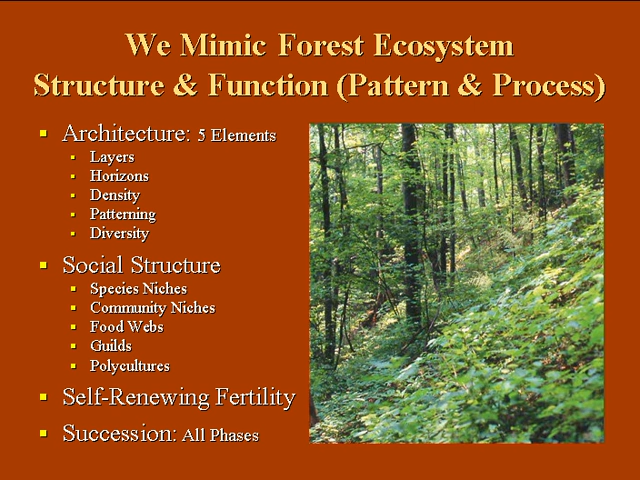 We Mimic Forest Ecosystem
Structure & Function (Pattern & Process)
Architecture: 5 Elements
Layers
Horizons
Density
Patterning
Diversity
Social Structure
Species Niches
Community Niches
Food Webs
Guilds
Polycultures
Self-Renewing Fertility
Succession: All Phases